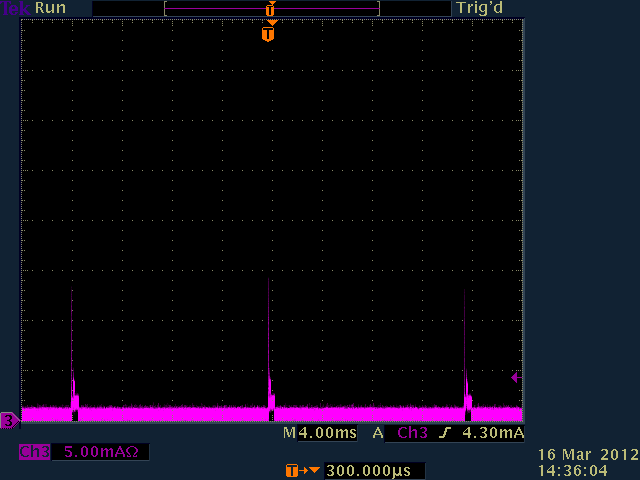 Tek Run Trig'd
T
T
3
M 4.00ms A Ch3 ƒ 4.30mA
Ch3 5.00mAΩ
T 300.000µs
16 Mar 2012
14:36:04